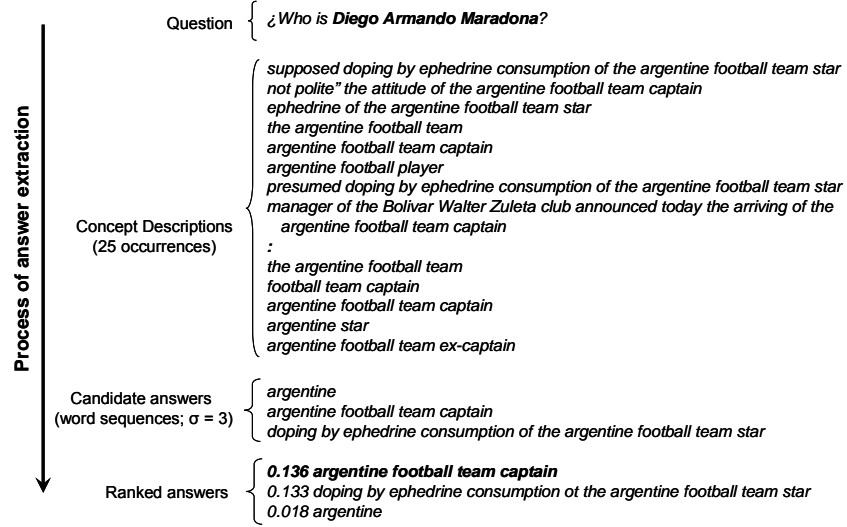 Question
¿Who is Diego Armando Maradona?
Process of answer extraction
Concept Descriptions
(25 occurrences)
supposed doping by ephedrine consumption of the argentine football team star
not polite" the attitude of the argentine football team captain
ephedrine of the argentine football team star
the argentine football team
argentine football team captain
argentine football player
presumed doping by ephedrine consumption of the argentine football team star
manager of the Bolivar Walter Zuleta club announced today the arriving of the
argentine football team captain
:
the argentine football team
football team captain
argentine football team captain
argentine star
argentine football team ex-captain
Candidate answers
(word sequences; σ = 3)
argentine
argentine football team captain
doping by ephedrine consumption of the argentine football team star
Ranked answers
0.136 argentine football team captain
0.133 doping by ephedrine consumption ot the argentine football team star
0.018 argentine